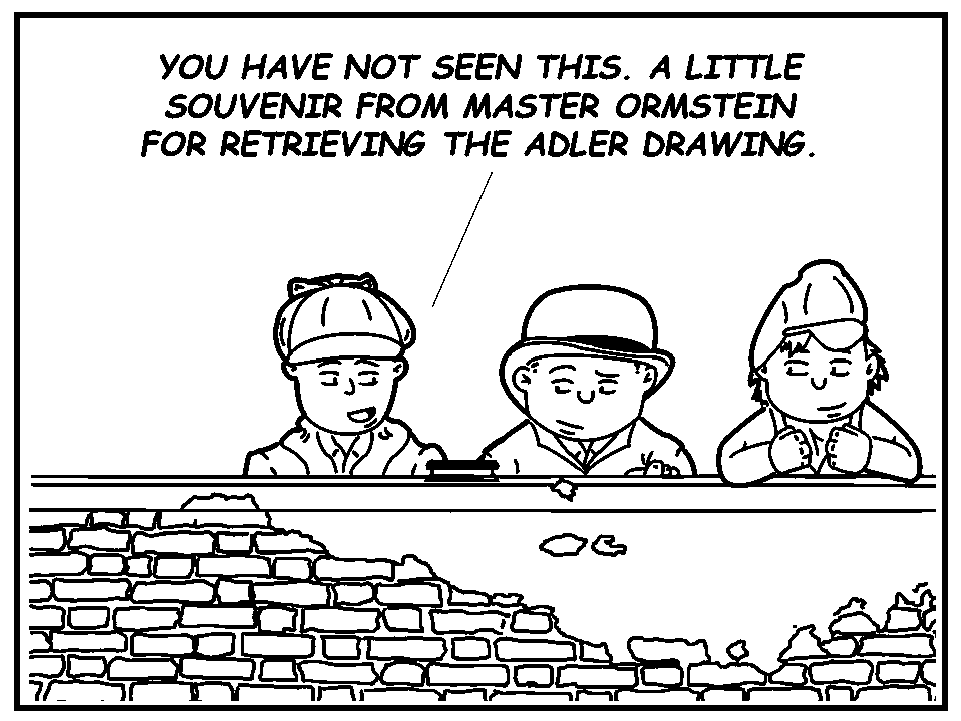 YOU HAVE NOT SEEN THIS. A LITTLE
SOUVENIR FROM MASTER ORMSTEIN
FOR RETRIEVING THE ADLER DRAWING.